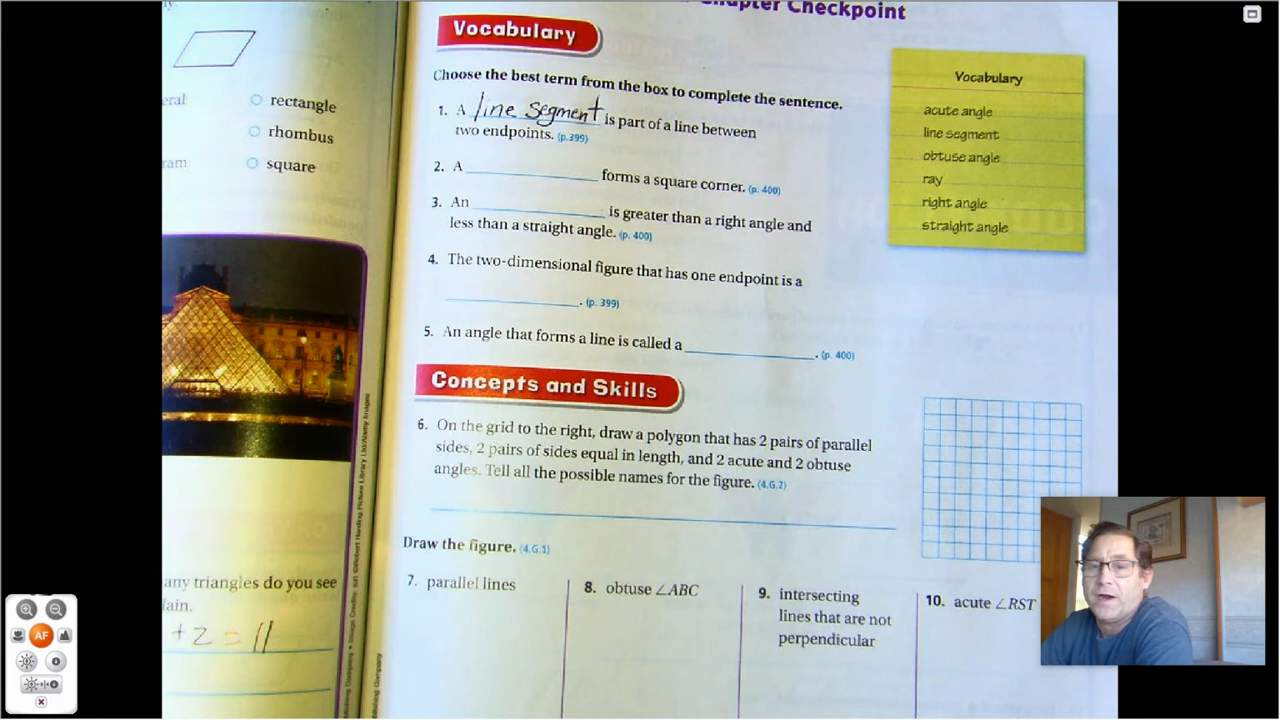 rectangle
rhombus
square
any triangles do you see
lain.
+2 = 11
Chapter Checkpoint
Vocabulary
Choose the best term from the box to complete the sentence.
1. A line segment is part of a line between
two endpoints. (p.399)
2. A ____________ forms a square corner. (p. 400)
3. An ____________ is greater than a right angle and
less than a straight angle. (p. 400)
4. The two-dimensional figure that has one endpoint is a
____________. (p. 399)
5. An angle that forms a line is called a ____________. (p. 400)
Vocabulary
acute angle
line segment
obtuse angle
ray
right angle
straight angle
Concepts and Skills
6. On the grid to the right, draw a polygon that has 2 pairs of parallel
sides, 2 pairs of sides equal in length, and 2 acute and 2 obtuse
angles. Tell all the possible names for the figure. (4.G.2)
Draw the figure. (4.G.1)
7. parallel lines
8. obtuse ∠ABC
9. intersecting
lines that are not
perpendicular
10. acute ∠RST
AF